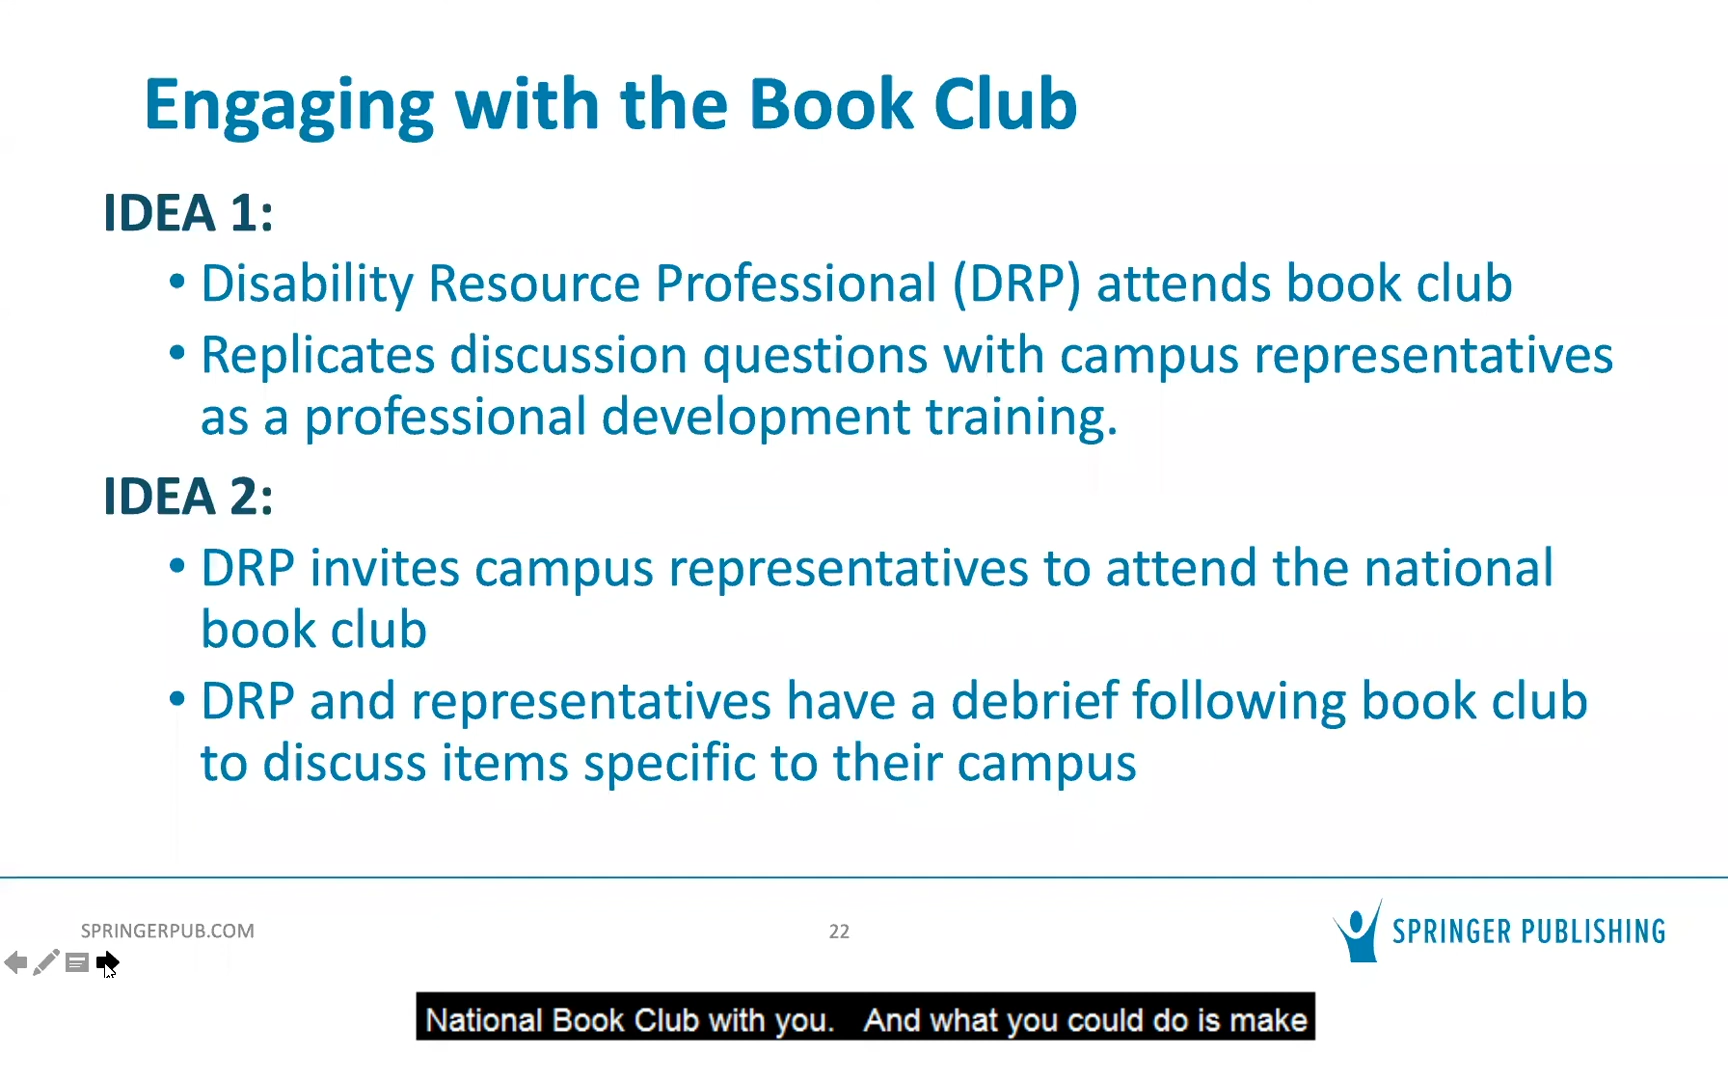 Engaging with the Book Club
IDEA 1:
• Disability Resource Professional (DRP) attends book club
• Replicates discussion questions with campus representatives
as a professional development training.
IDEA 2:
• DRP invites campus representatives to attend the national
book club
• DRP and representatives have a debrief following book club
to discuss items specific to their campus
SPRINGERPUB.COM
22
SPRINGER PUBLISHING
National Book Club with you. And what you could do is make